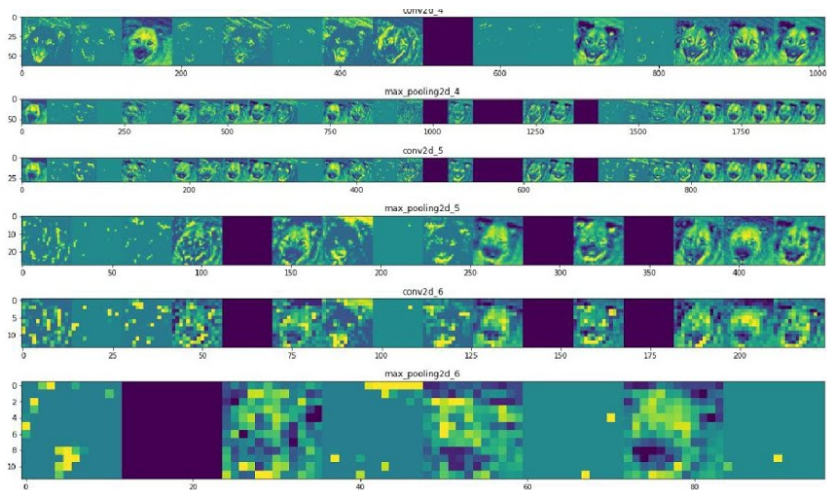 conv2d_4
0
25
50
0 200 400 600 800 1000
max_pooling2d_4
0
50
0 250 500 750 1000 1250 1500 1750
conv2d_5
0
25
0 200 400 600 800
max_pooling2d_5
0
10
20
0 50 100 150 200 250 300 350 400
conv2d_6
0
5
10
0 25 50 75 100 125 150 175 200
max_pooling2d_6
0
2
4
6
8
10
0 20 40 60 80